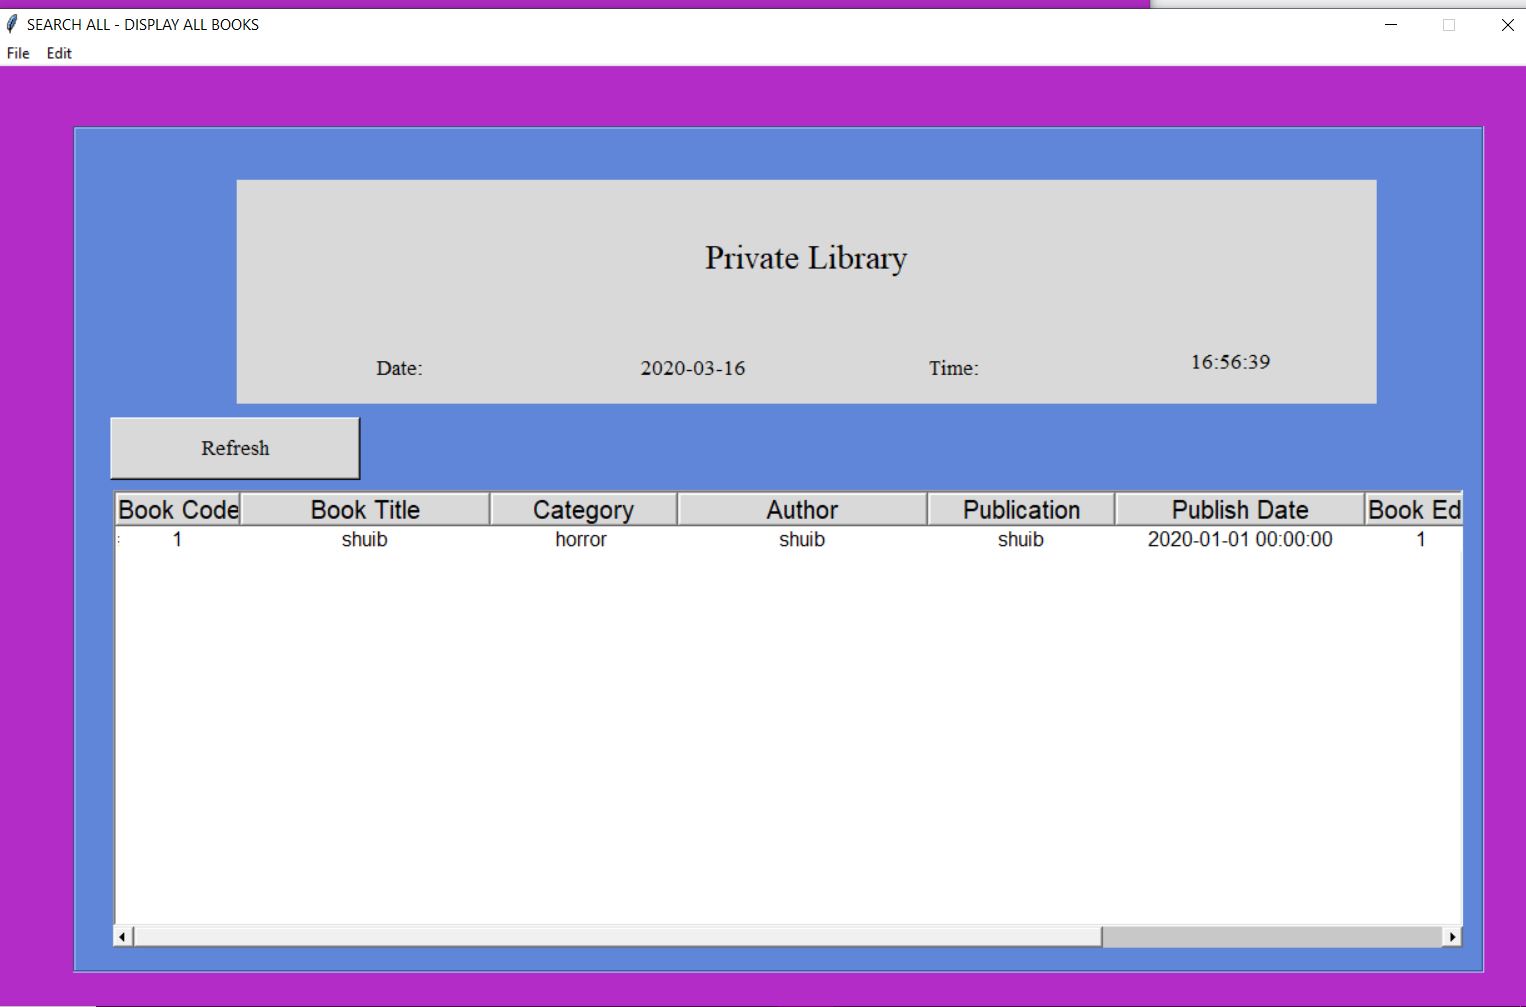 SEARCH ALL - DISPLAY ALL BOOKS
File Edit
Private Library
Date: 2020-03-16 Time: 16:56:39
Refresh
Book Code Book Title Category Author Publication Publish Date Book Ed
: 1 shuib horror shuib shuib 2020-01-01 00:00:00 1